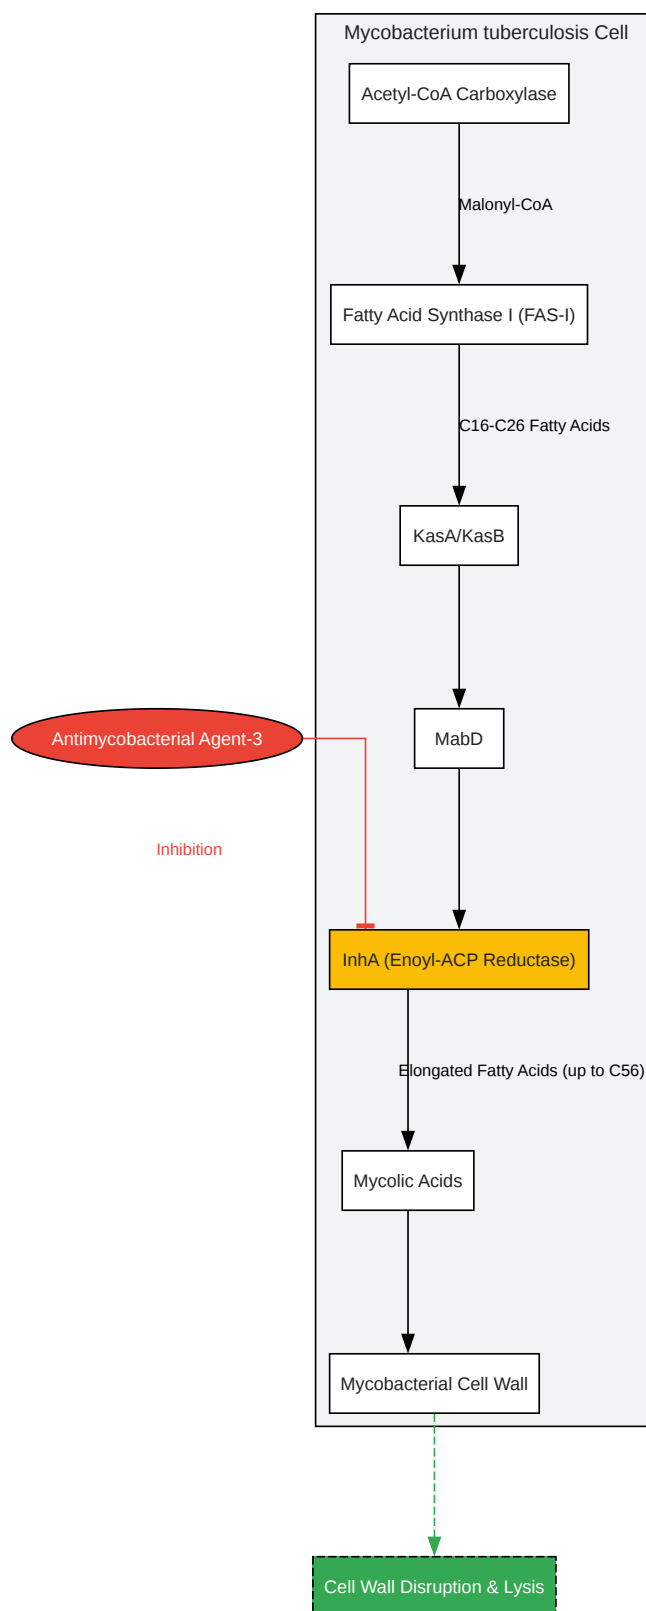 Mycobacterium tuberculosis Cell
Acetyl-CoA Carboxylase
Malonyl-CoA
Fatty Acid Synthase I (FAS-I)
C16-C26 Fatty Acids
KasA/KasB
Antimycobacterial Agent-3
MabD
Inhibition
InhA (Enoyl-ACP Reductase)
Elongated Fatty Acids (up to C56)
Mycolic Acids
Mycobacterial Cell Wall
Cell Wall Disruption & Lysis